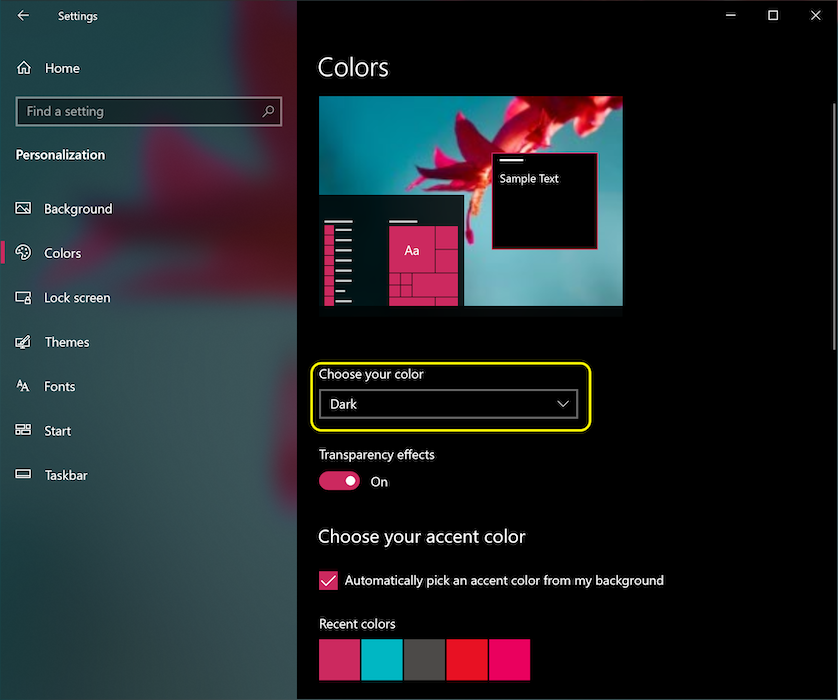 Settings
Home
Find a setting
Personalization
Background
Colors
Lock screen
Themes
Fonts
Start
Taskbar
Colors
Sample Text
Aa
Choose your color
Dark
Transparency effects
On
Choose your accent color
Automatically pick an accent color from my background
Recent colors